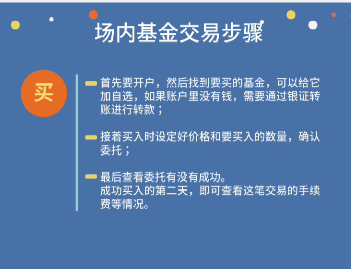 场内基金交易步骤
买
首先要开户，然后找到要买的基金，可以给它
加自选，如果账户里没有钱，需要通过银证转
账进行转款；
接着买入时设定好价格和要买入的数量，确认
委托；
最后查看委托有没有成功。
成功买入的第二天，即可查看这笔交易的手续
费等情况。